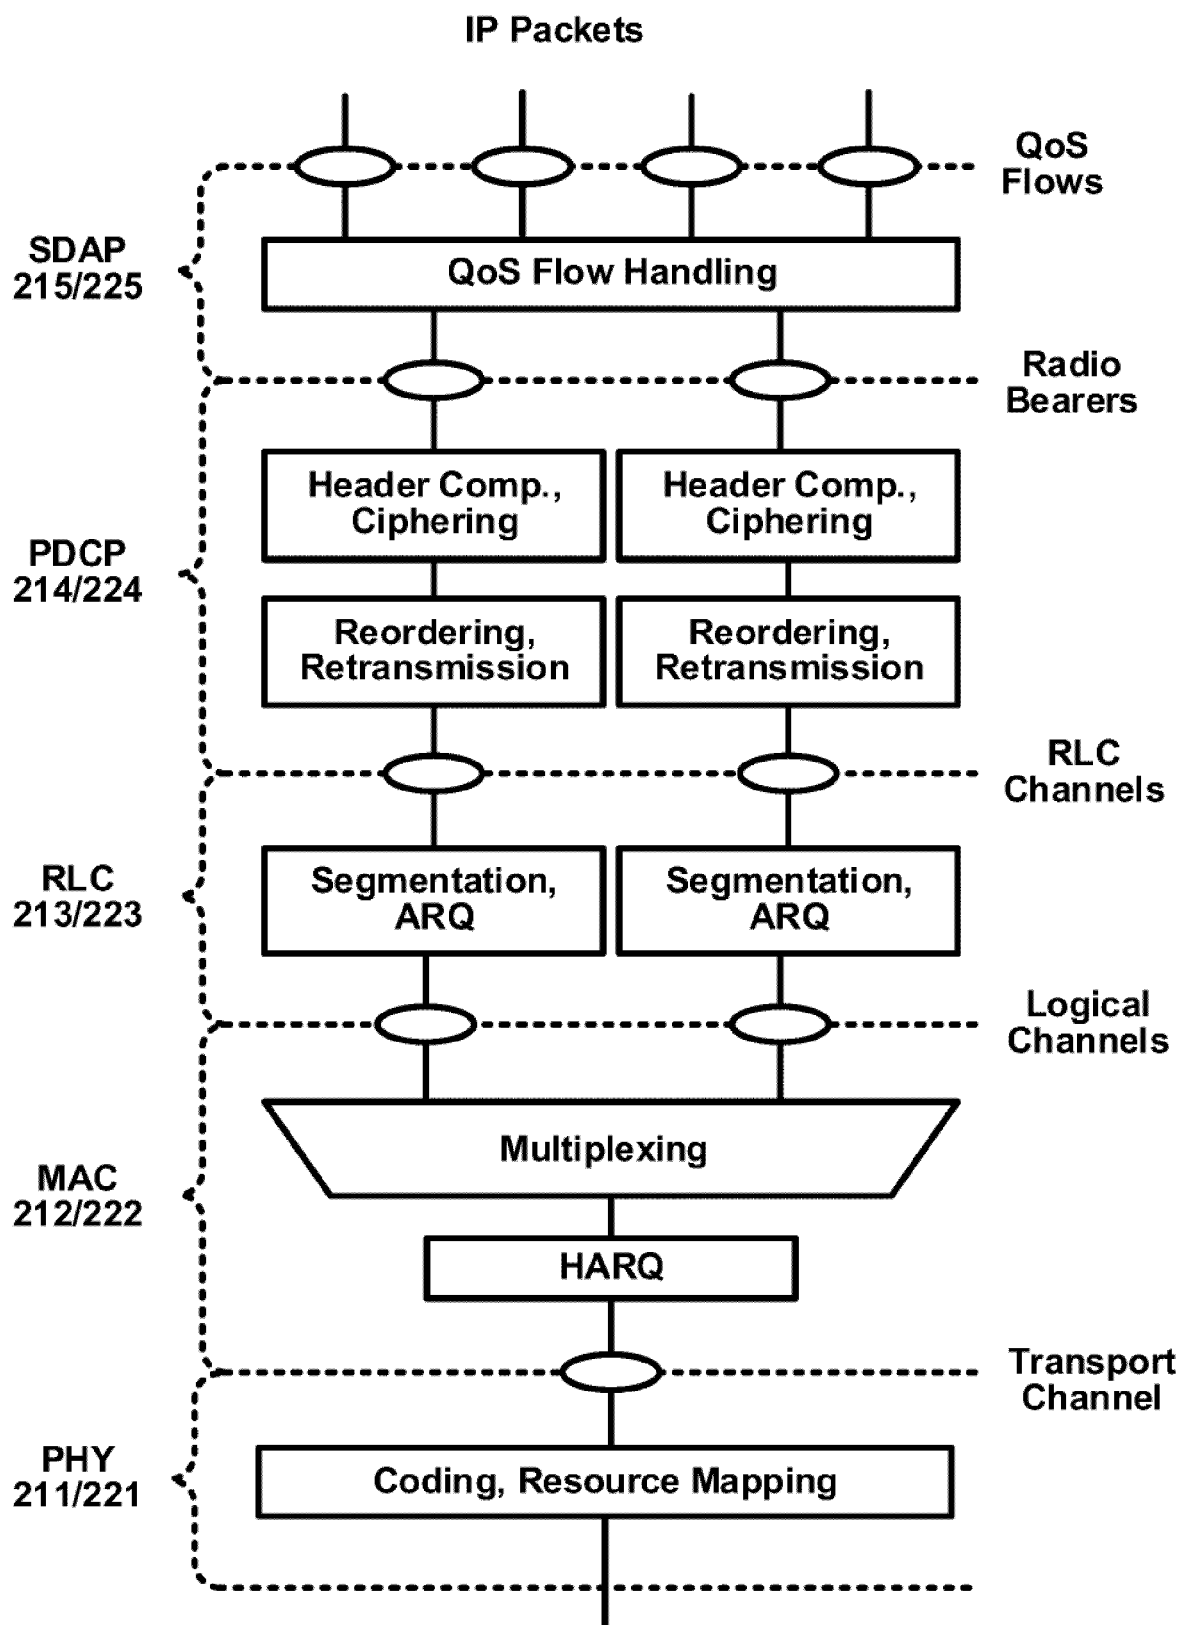 IP Packets
QoS
Flows
SDAP
215/225
QoS Flow Handling
Radio
Bearers
Header Comp.,
Ciphering
Header Comp.,
Ciphering
PDCP
214/224
Reordering,
Retransmission
Reordering,
Retransmission
RLC
Channels
RLC
213/223
Segmentation,
ARQ
Segmentation,
ARQ
Logical
Channels
Multiplexing
MAC
212/222
HARQ
Transport
Channel
PHY
211/221
Coding, Resource Mapping